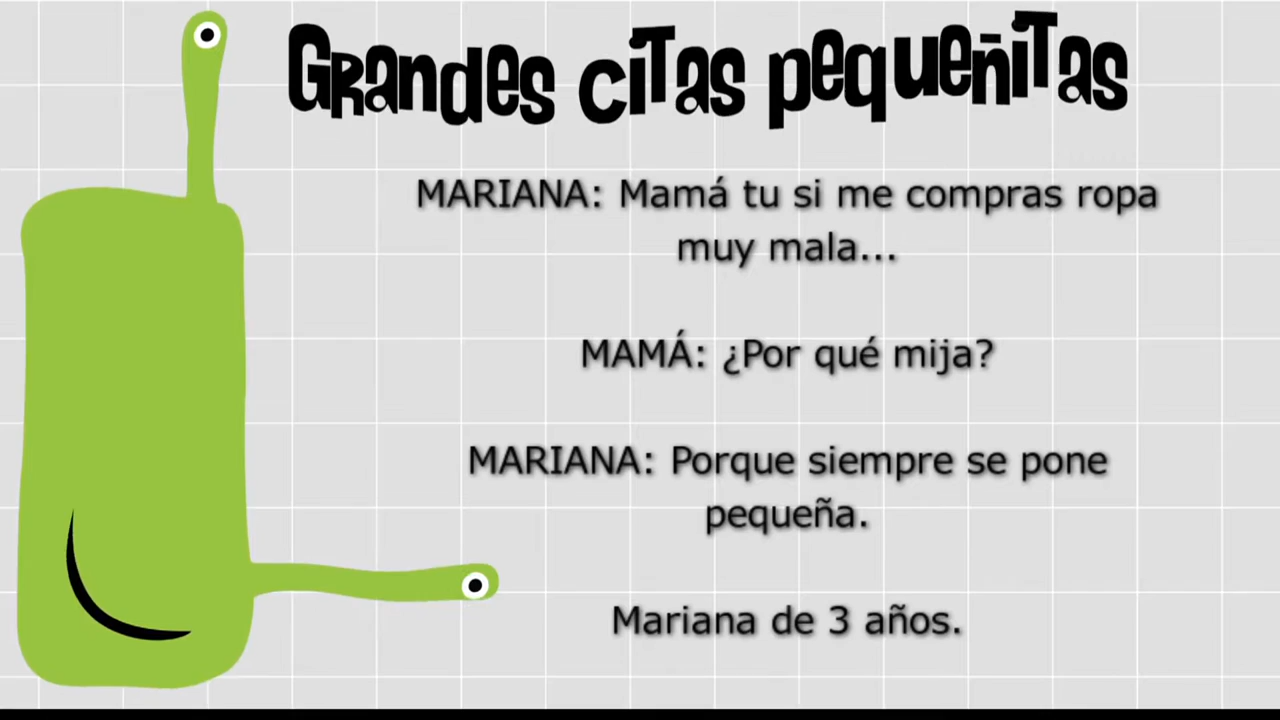 Grandes citas pequeñitas
MARIANA: Mamá tu si me compras ropa
muy mala...
MAMÁ: ¿Por qué mija?
MARIANA: Porque siempre se pone
pequeña.
Mariana de 3 años.